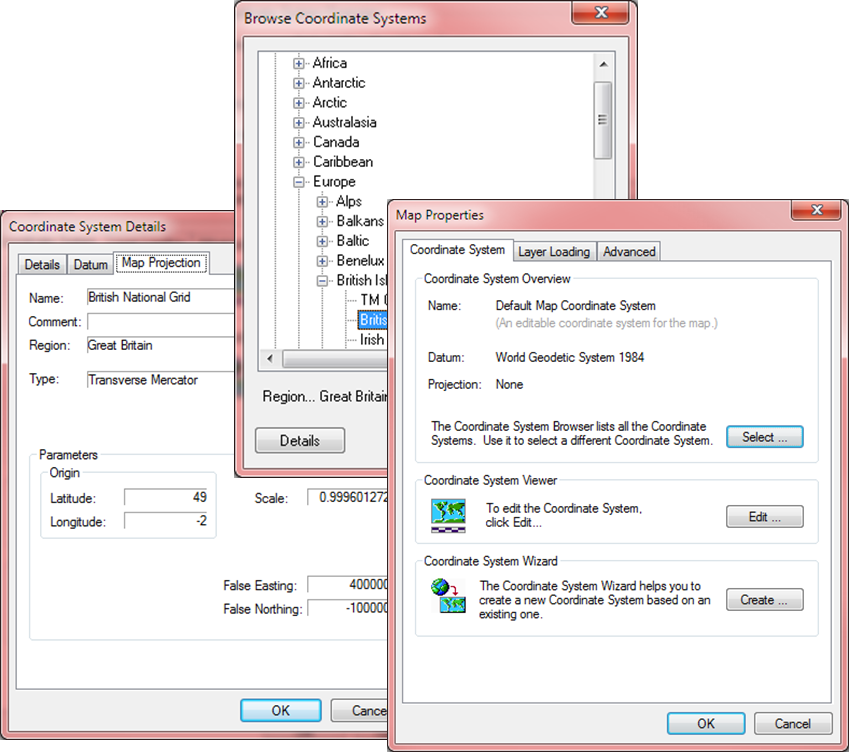 Browse Coordinate Systems
Africa
Antarctic
Arctic
Australasia
Canada
Caribbean
Europe
Alps
Balkans
Baltic
Benelux
British Isl
TM
Britis
Irish
Region... Great Britain
Details
Coordinate System Details
Details Datum Map Projection
Name: British National Grid
Comment:
Region: Great Britain
Type: Transverse Mercator
Parameters
Origin
Latitude: 49
Longitude: -2
Scale: 0.999601272
False Easting: 400000
False Northing: -100000
OK Cance
Map Properties
Coordinate System Layer Loading Advanced
Coordinate System Overview
Name: Default Map Coordinate System
(An editable coordinate system for the map.)
Datum: World Geodetic System 1984
Projection: None
The Coordinate System Browser lists all the Coordinate
Systems. Use it to select a different Coordinate System.
Select ...
Coordinate System Viewer
To edit the Coordinate System,
click Edit...
Edit ...
Coordinate System Wizard
The Coordinate System Wizard helps you to
create a new Coordinate System based on an
existing one.
Create ...
OK Cancel